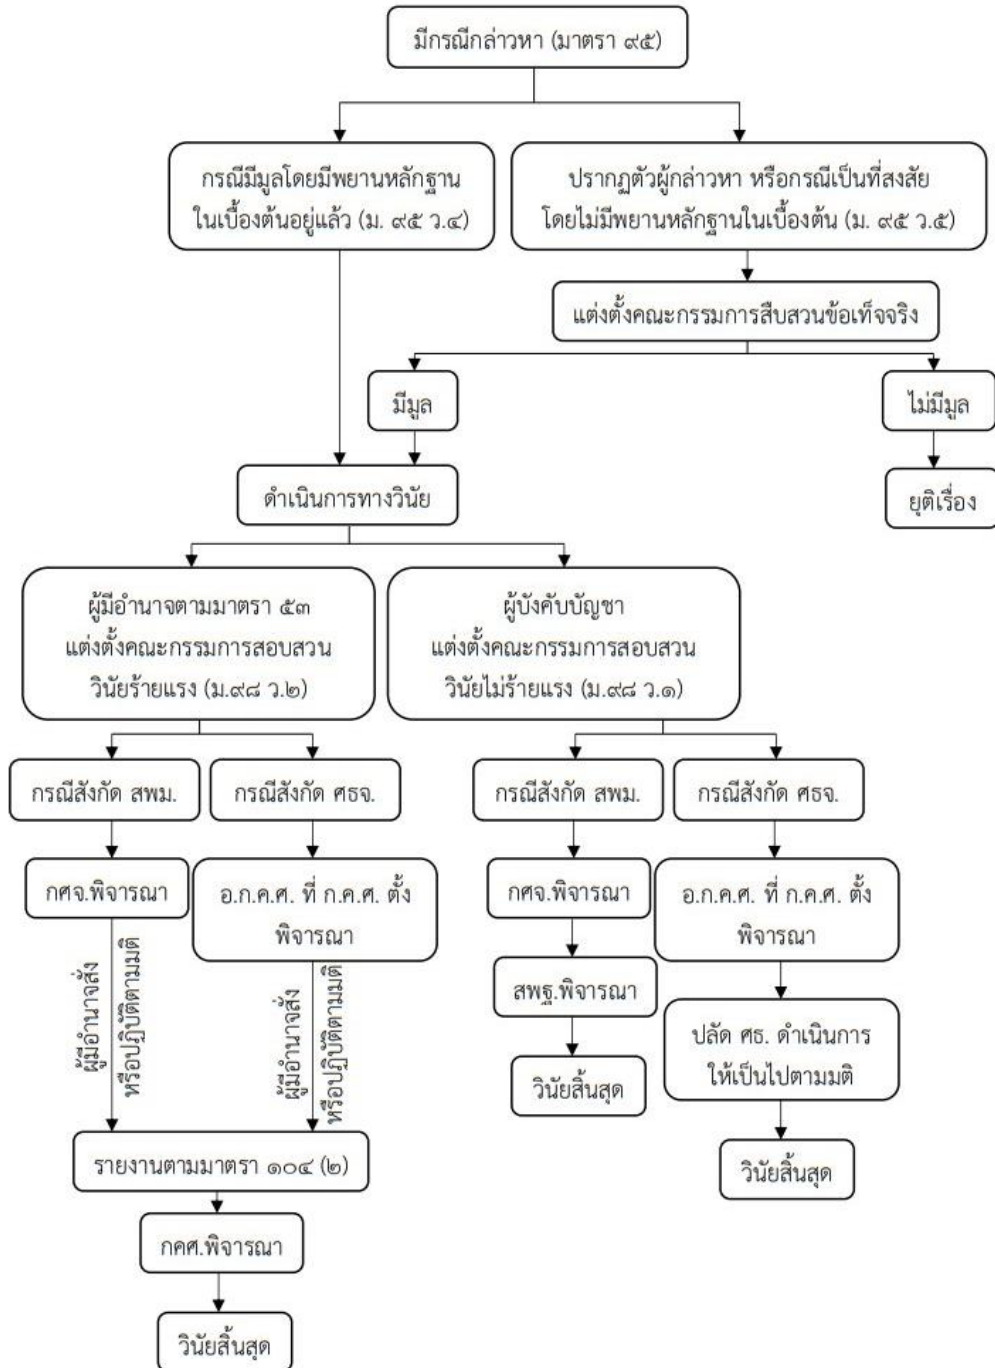 มีกรณีกล่าวหา (มาตรา ๙๕)
กรณีมีมูลโดยมีพยานหลักฐาน
ในเบื้องต้นอยู่แล้ว (ม. ๙๕ ว.๔)
ปรากฏตัวผู้กล่าวหา หรือกรณีเป็นที่สงสัย
โดยไม่มีพยานหลักฐานในเบื้องต้น (ม. ๙๕ ว.๕)
แต่งตั้งคณะกรรมการสืบสวนข้อเท็จจริง
มีมูล
ไม่มีมูล
ดำเนินการทางวินัย
ยุติเรื่อง
ผู้มีอำนาจตามมาตรา ๕๓
แต่งตั้งคณะกรรมการสอบสวน
วินัยร้ายแรง (ม.๙๘ ว.๒)
ผู้บังคับบัญชา
แต่งตั้งคณะกรรมการสอบสวน
วินัยไม่ร้ายแรง (ม.๙๘ ว.๑)
กรณีสังกัด สพม.
กรณีสังกัด ศธจ.
กรณีสังกัด สพม.
กรณีสังกัด ศธจ.
กศจ.พิจารณา
อ.ก.ค.ศ. ที่ ก.ค.ศ. ตั้ง
พิจารณา
กศจ.พิจารณา
อ.ก.ค.ศ. ที่ ก.ค.ศ. ตั้ง
พิจารณา
ผู้มีอำนาจสั่ง
หรือปฏิบัติตามมติ
ผู้มีอำนาจสั่ง
หรือปฏิบัติตามมติ
สพฐ.พิจารณา
ปลัด ศธ. ดำเนินการ
ให้เป็นไปตามมติ
วินัยสิ้นสุด
รายงานตามมาตรา ๑๐๔ (๒)
วินัยสิ้นสุด
กคศ.พิจารณา
วินัยสิ้นสุด